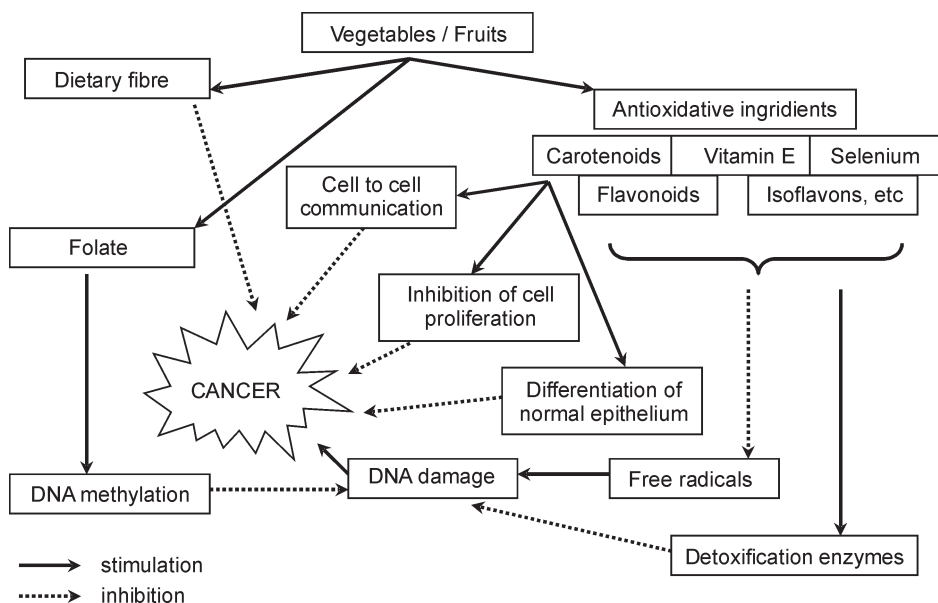 Vegetables / Fruits
Dietary fibre
Antioxidative ingridients
Carotenoids
Vitamin E
Selenium
Flavonoids
Isoflavons, etc
Cell to cell
communication
Folate
Inhibition of cell
proliferation
CANCER
Differentiation of
normal epithelium
DNA methylation
DNA damage
Free radicals
Detoxification enzymes
stimulation
inhibition